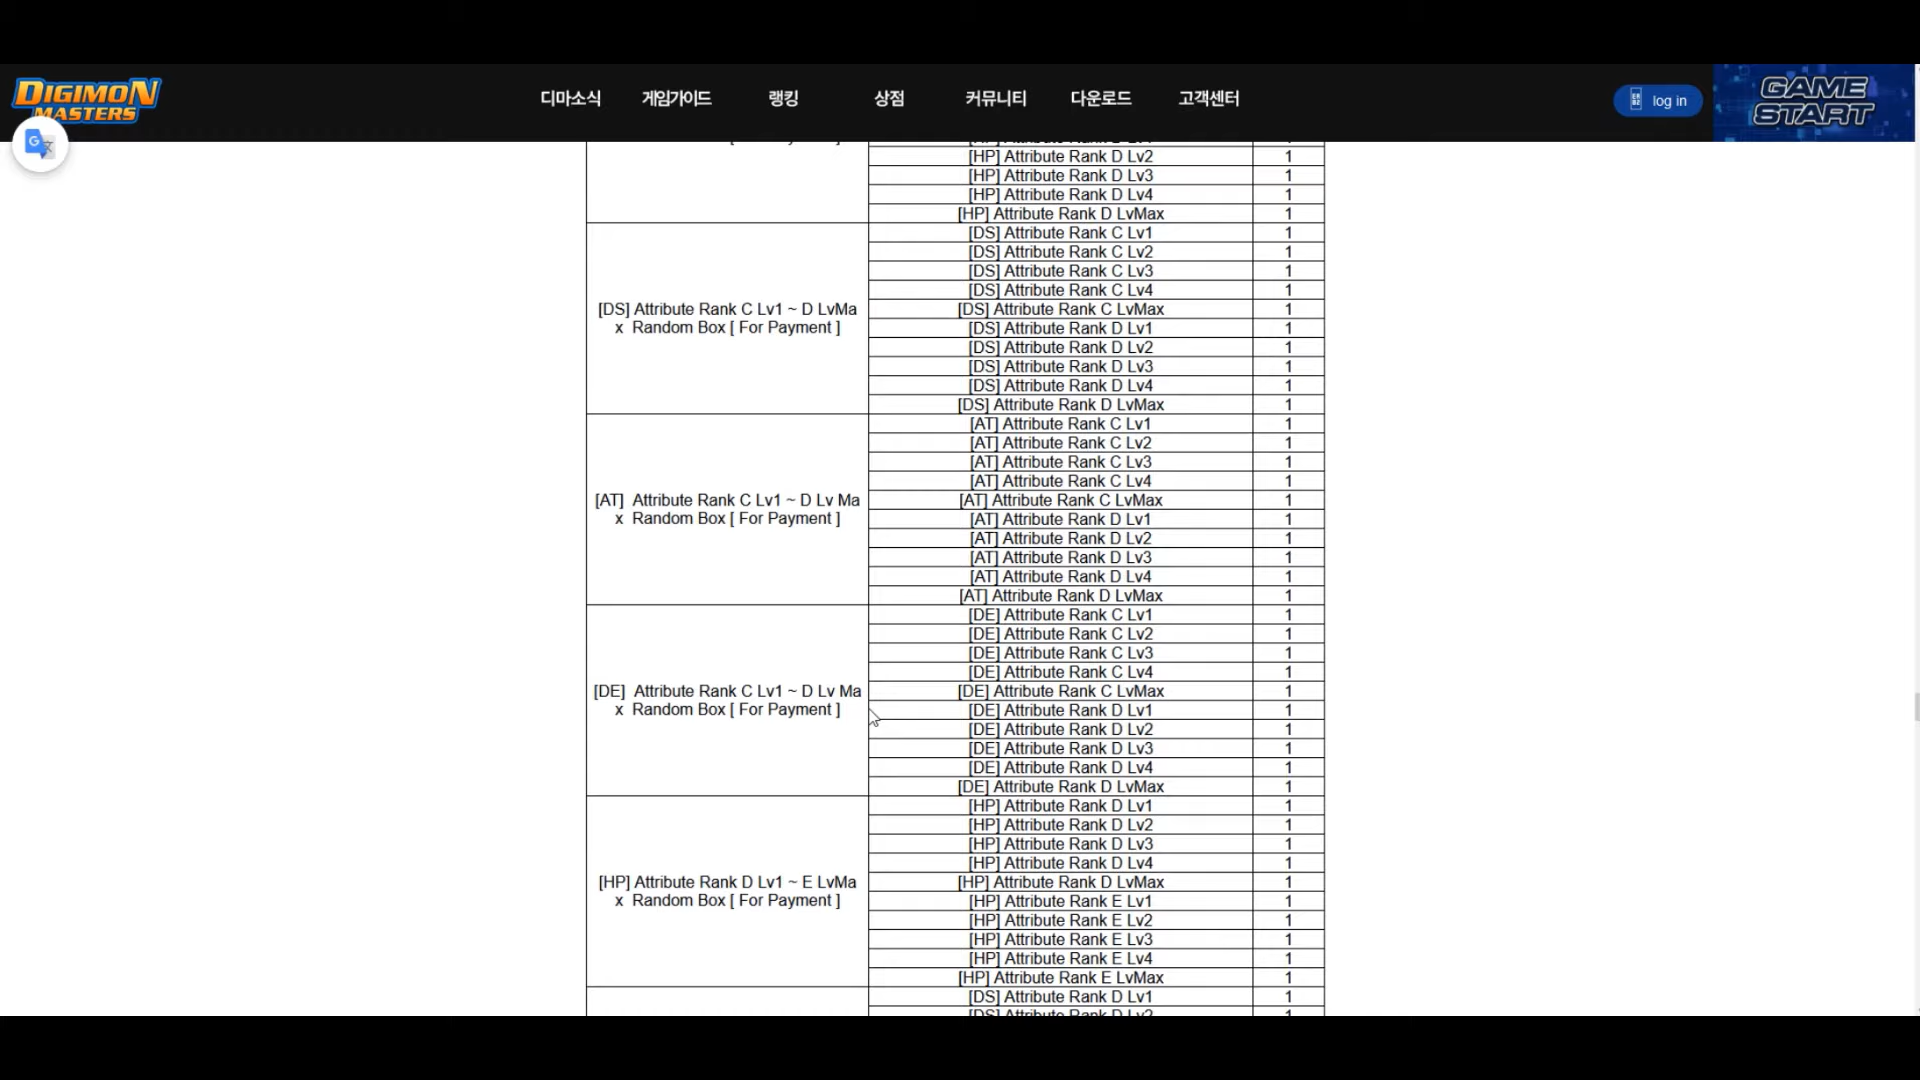 DIGIMON
MASTERS
디마소식 게임가이드 랭킹 상점 커뮤니티 다운로드 고객센터
log in
GAME
START
[HP] Attribute Rank D Lv2 1
[HP] Attribute Rank D Lv3 1
[HP] Attribute Rank D Lv4 1
[HP] Attribute Rank D LvMax 1
[DS] Attribute Rank C Lv1 ~ D LvMa
x Random Box [ For Payment ]
[DS] Attribute Rank C Lv1 1
[DS] Attribute Rank C Lv2 1
[DS] Attribute Rank C Lv3 1
[DS] Attribute Rank C Lv4 1
[DS] Attribute Rank C LvMax 1
[DS] Attribute Rank D Lv1 1
[DS] Attribute Rank D Lv2 1
[DS] Attribute Rank D Lv3 1
[DS] Attribute Rank D Lv4 1
[DS] Attribute Rank D LvMax 1
[AT] Attribute Rank C Lv1 ~ D Lv Ma
x Random Box [ For Payment ]
[AT] Attribute Rank C Lv1 1
[AT] Attribute Rank C Lv2 1
[AT] Attribute Rank C Lv3 1
[AT] Attribute Rank C Lv4 1
[AT] Attribute Rank C LvMax 1
[AT] Attribute Rank D Lv1 1
[AT] Attribute Rank D Lv2 1
[AT] Attribute Rank D Lv3 1
[AT] Attribute Rank D Lv4 1
[AT] Attribute Rank D LvMax 1
[DE] Attribute Rank C Lv1 ~ D Lv Ma
x Random Box [ For Payment ]
[DE] Attribute Rank C Lv1 1
[DE] Attribute Rank C Lv2 1
[DE] Attribute Rank C Lv3 1
[DE] Attribute Rank C Lv4 1
[DE] Attribute Rank C LvMax 1
[DE] Attribute Rank D Lv1 1
[DE] Attribute Rank D Lv2 1
[DE] Attribute Rank D Lv3 1
[DE] Attribute Rank D Lv4 1
[DE] Attribute Rank D LvMax 1
[HP] Attribute Rank D Lv1 ~ E LvMa
x Random Box [ For Payment ]
[HP] Attribute Rank D Lv1 1
[HP] Attribute Rank D Lv2 1
[HP] Attribute Rank D Lv3 1
[HP] Attribute Rank D Lv4 1
[HP] Attribute Rank D LvMax 1
[HP] Attribute Rank E Lv1 1
[HP] Attribute Rank E Lv2 1
[HP] Attribute Rank E Lv3 1
[HP] Attribute Rank E Lv4 1
[HP] Attribute Rank E LvMax 1
[DS] Attribute Rank D Lv1 1
[DS] Attribute Rank D Lv2 1